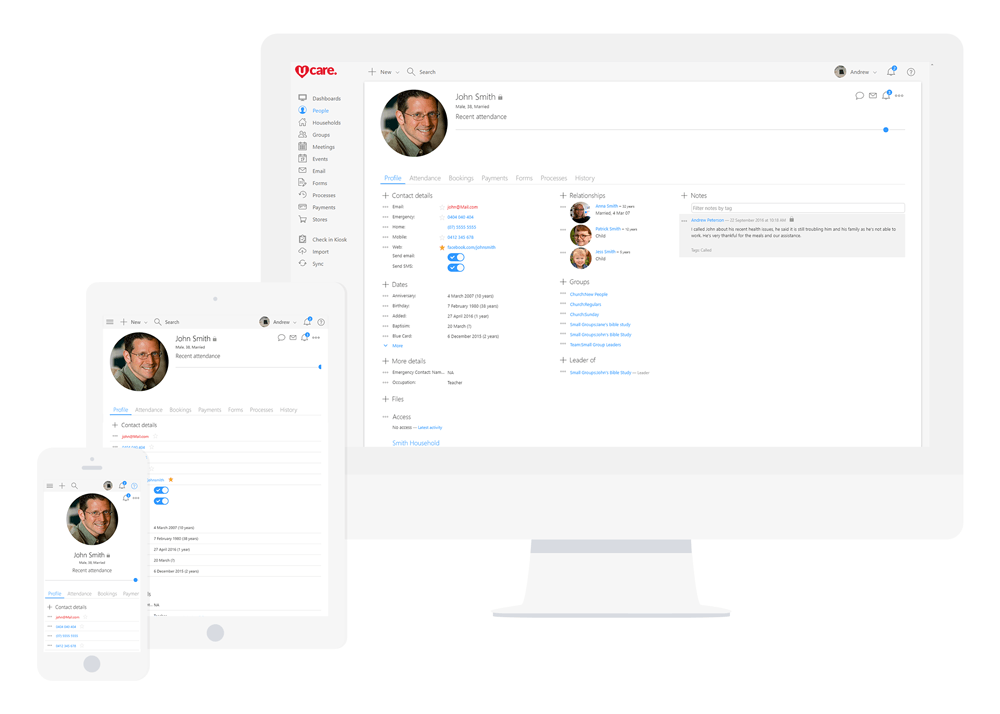 care.
New
Search
Andrew
2
Dashboards
People
Households
Groups
Meetings
Events
Email
Forms
Processes
Payments
Stores
Check in Kiosk
Import
Sync
John Smith
Male, 38, Married
Recent attendance
Profile Attendance Bookings Payments Forms Processes History
Contact details
Email: john@Mail.com
Emergency: 0404 040 404
Home: (07) 5555 5555
Mobile: 0412 345 678
Web: facebook.com/johnsmith
Send email:
Send SMS:
Dates
Anniversary: 4 March 2007 (10 years)
Birthday: 7 February 1980 (38 years)
Added: 27 April 2016 (1 year)
Baptism: 20 March (?)
Blue Card: 6 December 2015 (2 years)
More
More details
Emergency Contact Nam... NA
Occupation: Teacher
Files
Access
No access — Leave activity
Smith Household
Relationships
Anna Smith
Married, 4 Mar 07
Patrick Smith
Child
Jess Smith
Child
Groups
Church\New People
Church\Regulars
Church\Sunday
Small Groups\Jane's Bible study
Small Groups\John's Bible Study
Team\Small Group Leaders
Leader of
Small Groups\John's Bible Study — Leader
Notes
Filter notes by tag
Andrew Peterson — 22 September 2016 at 10:56 AM
I called John about his recent health issues, he said it is still troubling him and his family as he's not able to
work. He's very thankful for the meals and our assistance.
Tags: Called
New
Search
Andrew
John Smith
Male, 38, Married
Recent attendance
Profile Attendance Bookings Payments Forms Processes History
Contact details
john@Mail.com
4 March 2007 (10 years)
7 February 1980 (38 years)
27 April 2016 (1 year)
20 March (?)
6 December 2015 (2 years)
NA
John Smith
Male, 38, Married
Recent attendance
Profile Attendance Bookings Paymen
Contact details
john@Mail.com
0404 040 404
(07) 5555 5555
0412 345 678